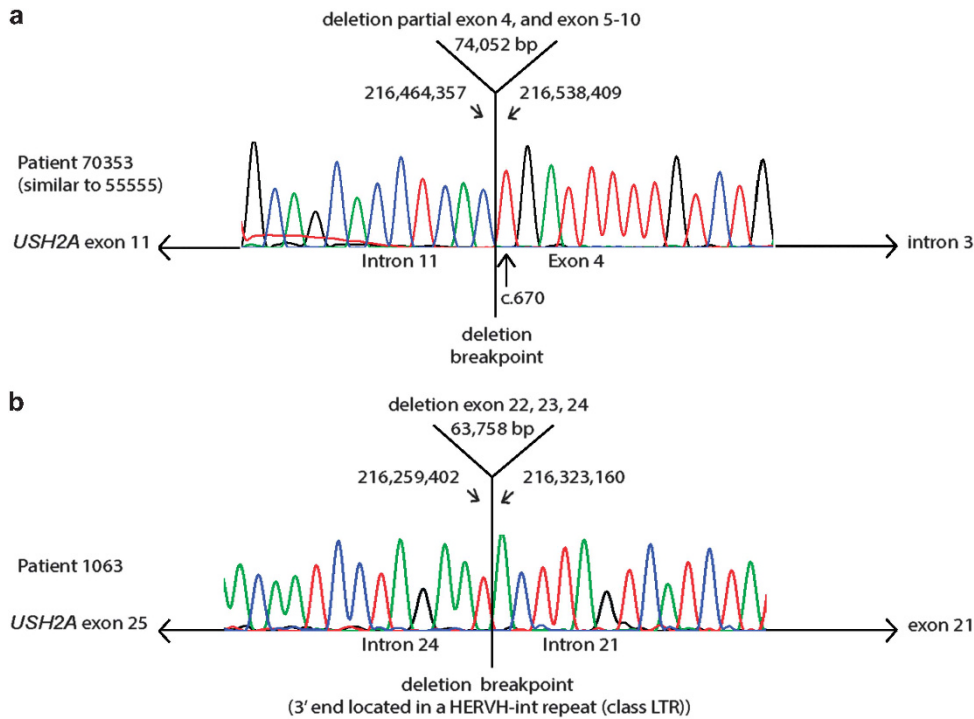 a
deletion partial exon 4, and exon 5-10
74,052 bp
216,464,357 216,538,409
Patient 70353
(similar to 55555)
USH2A exon 11
intron 3
Intron 11 Exon 4
c.670
deletion
breakpoint
b
deletion exon 22, 23, 24
63,758 bp
216,259,402 216,323,160
Patient 1063
USH2A exon 25
exon 21
Intron 24 Intron 21
deletion breakpoint
(3' end located in a HERVH-int repeat (class LTR))